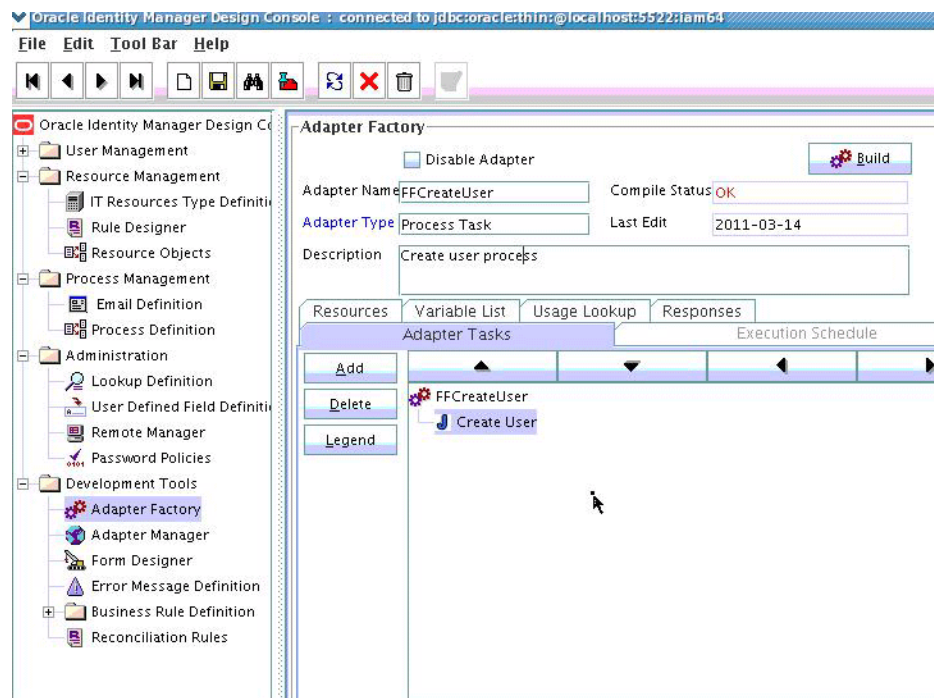 Oracle Identity Manager Design Console : connected to jdbc:oracle:thin:@localhost:5522:iam64
File Edit Tool Bar Help
Oracle Identity Manager Design Co
User Management
Resource Management
IT Resources Type Definiti
Rule Designer
Resource Objects
Process Management
Email Definition
Process Definition
Administration
Lookup Definition
User Defined Field Definiti
Remote Manager
Password Policies
Development Tools
Adapter Factory
Adapter Manager
Form Designer
Error Message Definition
Business Rule Definition
Reconciliation Rules
Adapter Factory
Disable Adapter
Build
Adapter Name FFCreateUser Compile Status OK
Adapter Type Process Task Last Edit 2011-03-14
Description Create user process
Resources Variable List Usage Lookup Responses
Adapter Tasks Execution Schedule
Add
Delete
Legend
FFCreateUser
Create User